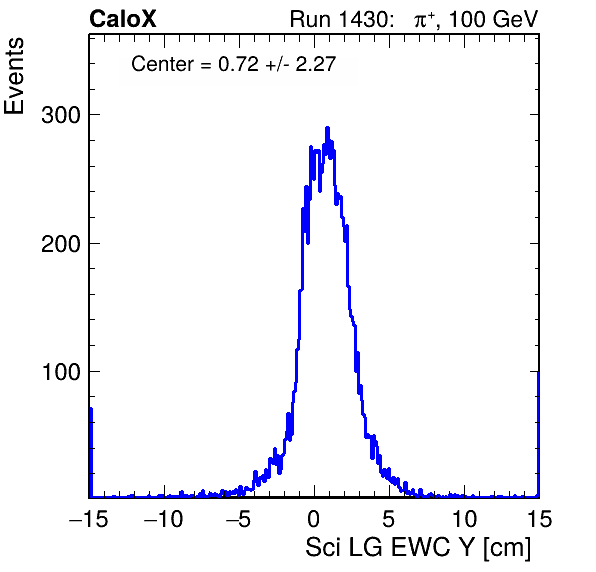 CaloX Run 1430: π⁺, 100 GeV
Center = 0.72 +/- 2.27
Events
300
200
100
−15 −10 −5 0 5 10 15
Sci LG EWC Y [cm]